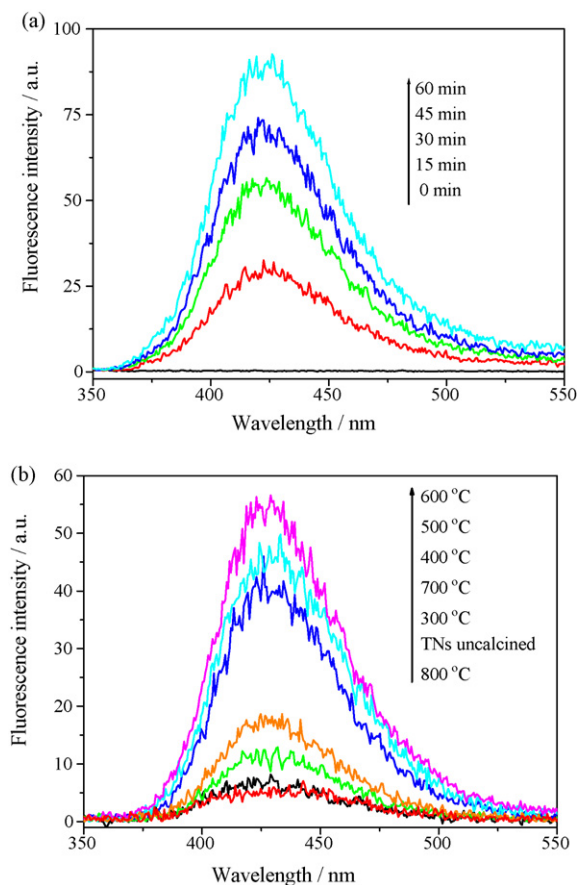 (a)
100
75
50
25
0
Fluorescence intensity / a.u.
60 min
45 min
30 min
15 min
0 min
350 400 450 500 550
Wavelength / nm
(b)
60
50
40
30
20
10
0
Fluorescence intensity / a.u.
600 °C
500 °C
400 °C
700 °C
300 °C
TNs uncalcined
800 °C
350 400 450 500 550
Wavelength / nm